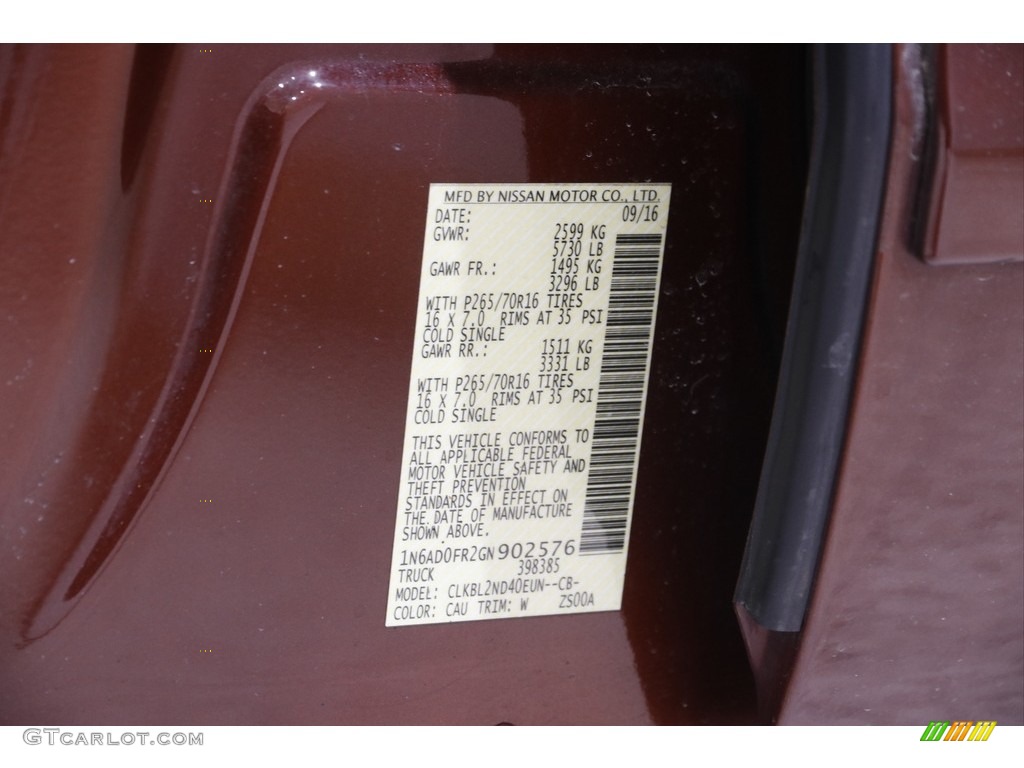 MFD BY NISSAN MOTOR CO., LTD.
DATE: 09/16
GVWR: 2599 KG
5730 LB
GAWR FR.: 1495 KG
3296 LB
WITH P265/70R16 TIRES
16 X 7.0 RIMS AT 35 PSI
COLD SINGLE
GAWR RR.: 1511 KG
3331 LB
WITH P265/70R16 TIRES
16 X 7.0 RIMS AT 35 PSI
COLD SINGLE
THIS VEHICLE CONFORMS TO
ALL APPLICABLE FEDERAL
MOTOR VEHICLE SAFETY AND
THEFT PREVENTION
STANDARDS IN EFFECT ON
THE DATE OF MANUFACTURE
SHOWN ABOVE.
1N6AD0FR2GN902576
398385
TRUCK
MODEL: CLKBL2ND40EUN--CB-
COLOR: CAU TRIM: W ZS00A
GTCARLOT.COM